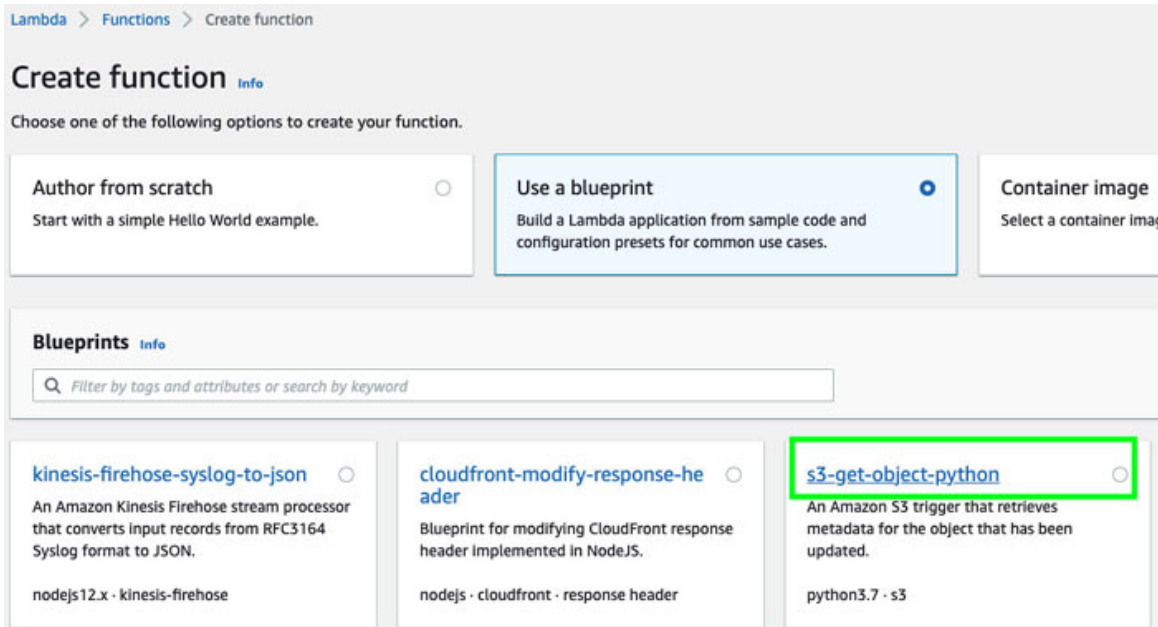 Lambda > Functions > Create function
Create function Info
Choose one of the following options to create your function.
Author from scratch
Start with a simple Hello World example.
Use a blueprint
Build a Lambda application from sample code and
configuration presets for common use cases.
Container image
Select a container
Blueprints Info
Filter by tags and attributes or search by keyword
kinesis-firehose-syslog-to-json
An Amazon Kinesis Firehose stream processor
that converts input records from RFC3164
Syslog format to JSON.
nodejs12.x · kinesis-firehose
cloudfront-modify-response-he
ader
Blueprint for modifying CloudFront response
header implemented in NodeJS.
nodejs · cloudfront · response header
s3-get-object-python
An Amazon S3 trigger that retrieves
metadata for the object that has been
updated.
python3.7 · s3